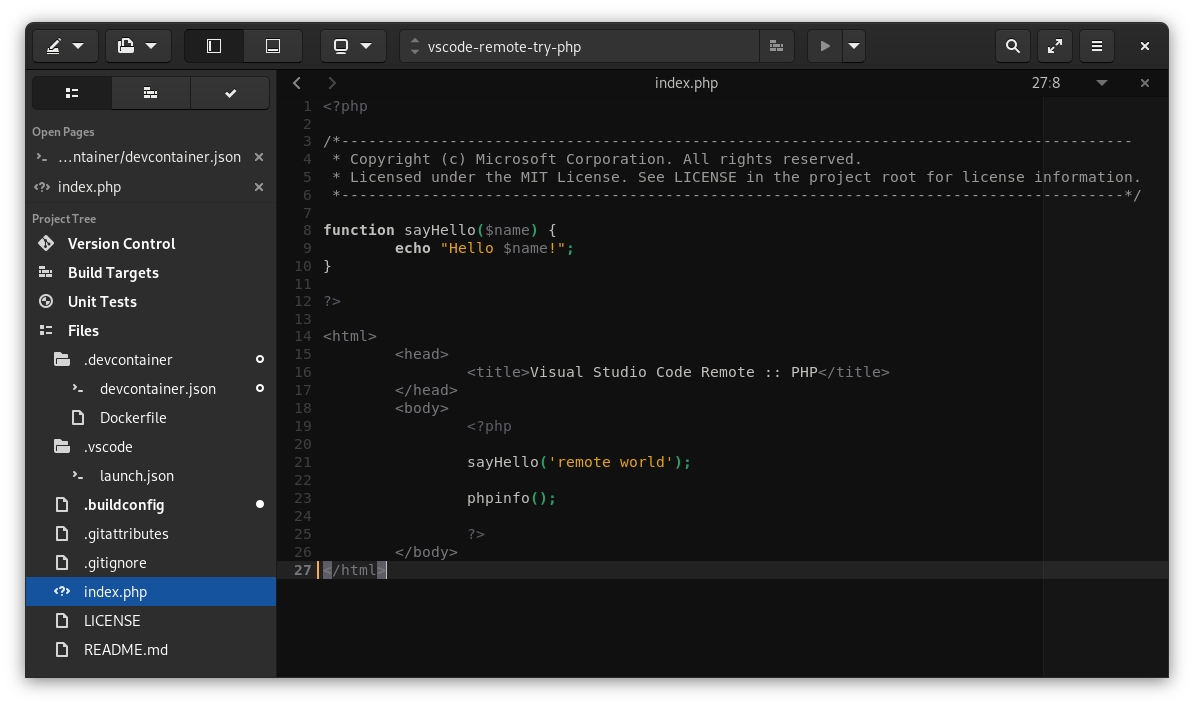 vscode-remote-try-php
index.php
27:8
Open Pages
…ntainer/devcontainer.json
index.php
Project Tree
Version Control
Build Targets
Unit Tests
Files
.devcontainer
devcontainer.json
Dockerfile
.vscode
launch.json
.buildconfig
.gitattributes
.gitignore
index.php
LICENSE
README.md
1 <?php
2
3 /*----------------------------------------------------------------------------------------
4  * Copyright (c) Microsoft Corporation. All rights reserved.
5  * Licensed under the MIT License. See LICENSE in the project root for license information.
6  *---------------------------------------------------------------------------------------*/
7
8 function sayHello($name) {
9         echo "Hello $name!";
10 }
11
12 ?>
13
14 <html>
15         <head>
16                 <title>Visual Studio Code Remote :: PHP</title>
17         </head>
18         <body>
19                 <?php
20
21                 sayHello('remote world');
22
23                 phpinfo();
24
25                 ?>
26         </body>
27 </html>